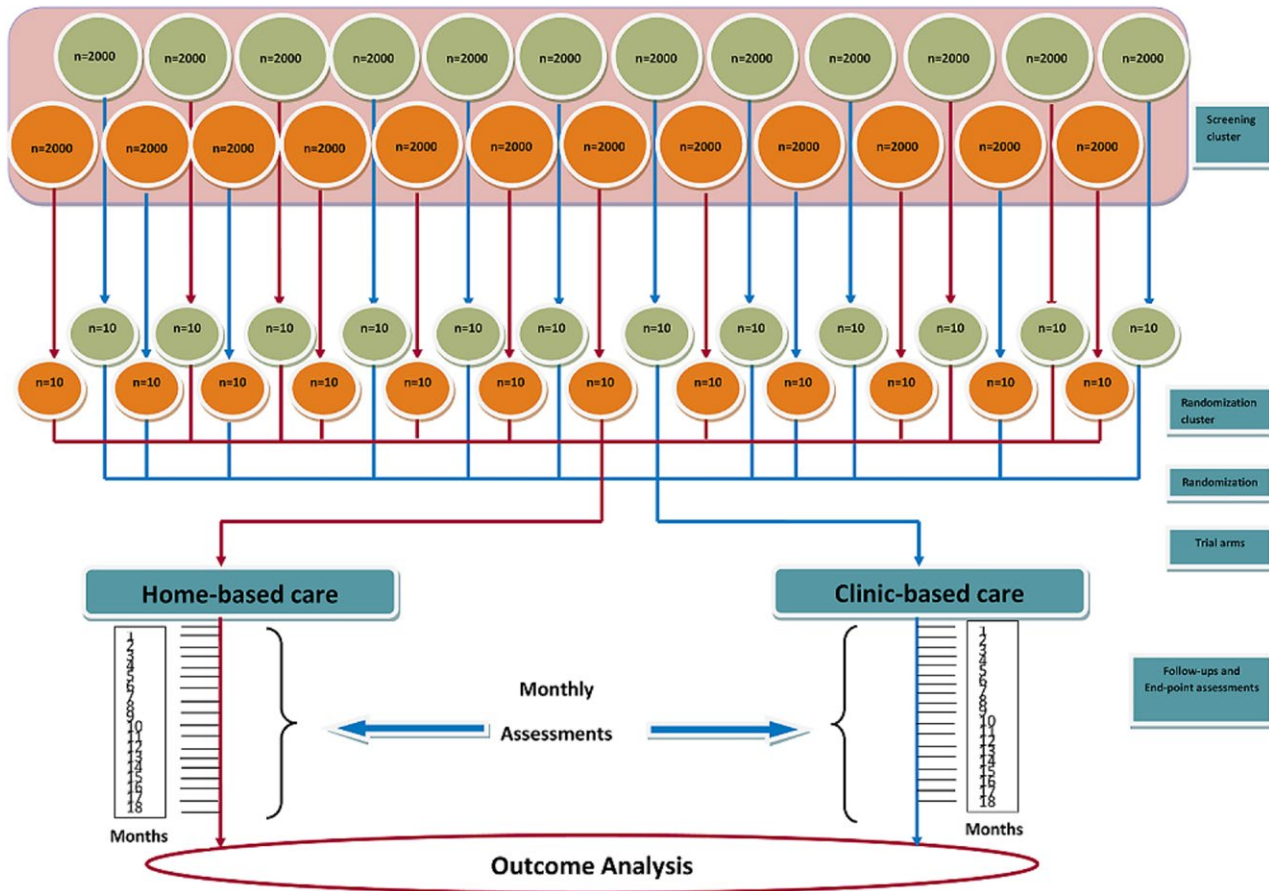 n=2000 n=2000 n=2000 n=2000 n=2000 n=2000 n=2000 n=2000 n=2000 n=2000 n=2000 n=2000
n=2000 n=2000 n=2000 n=2000 n=2000 n=2000 n=2000 n=2000 n=2000 n=2000 n=2000 n=2000
Screening
cluster
n=10 n=10 n=10 n=10 n=10 n=10 n=10 n=10 n=10 n=10 n=10 n=10
n=10 n=10 n=10 n=10 n=10 n=10 n=10 n=10 n=10 n=10 n=10 n=10
Randomization
cluster
Randomization
Trial arms
Home-based care
Clinic-based care
1
2
3
4
5
6
7
8
9
10
11
12
13
14
15
16
17
18
Months
Monthly
Assessments
1
2
3
4
5
6
7
8
9
10
11
12
13
14
15
16
17
18
Months
Follow-ups and
End-point assessments
Outcome Analysis